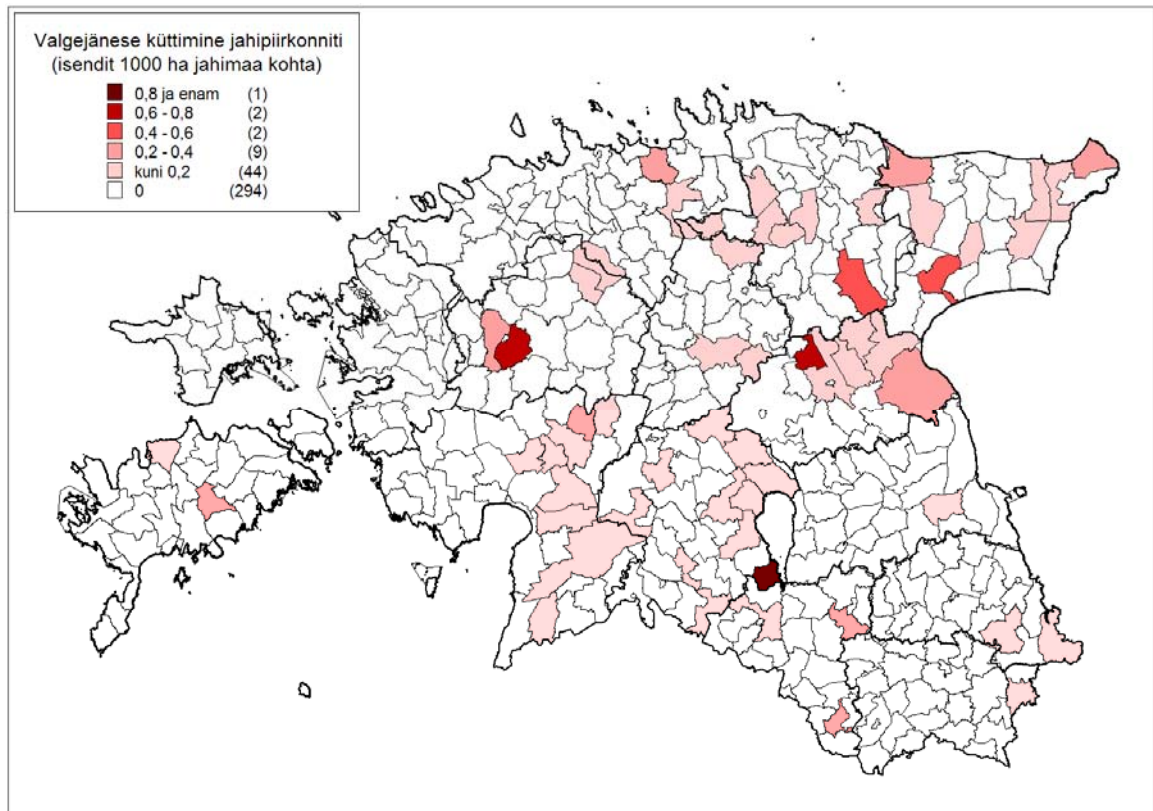 Valgejänese küttimine jahipiirkonniti
(isendit 1000 ha jahimaa kohta)
0,8 ja enam (1)
0,6 - 0,8 (2)
0,4 - 0,6 (2)
0,2 - 0,4 (9)
kuni 0,2 (44)
0 (294)